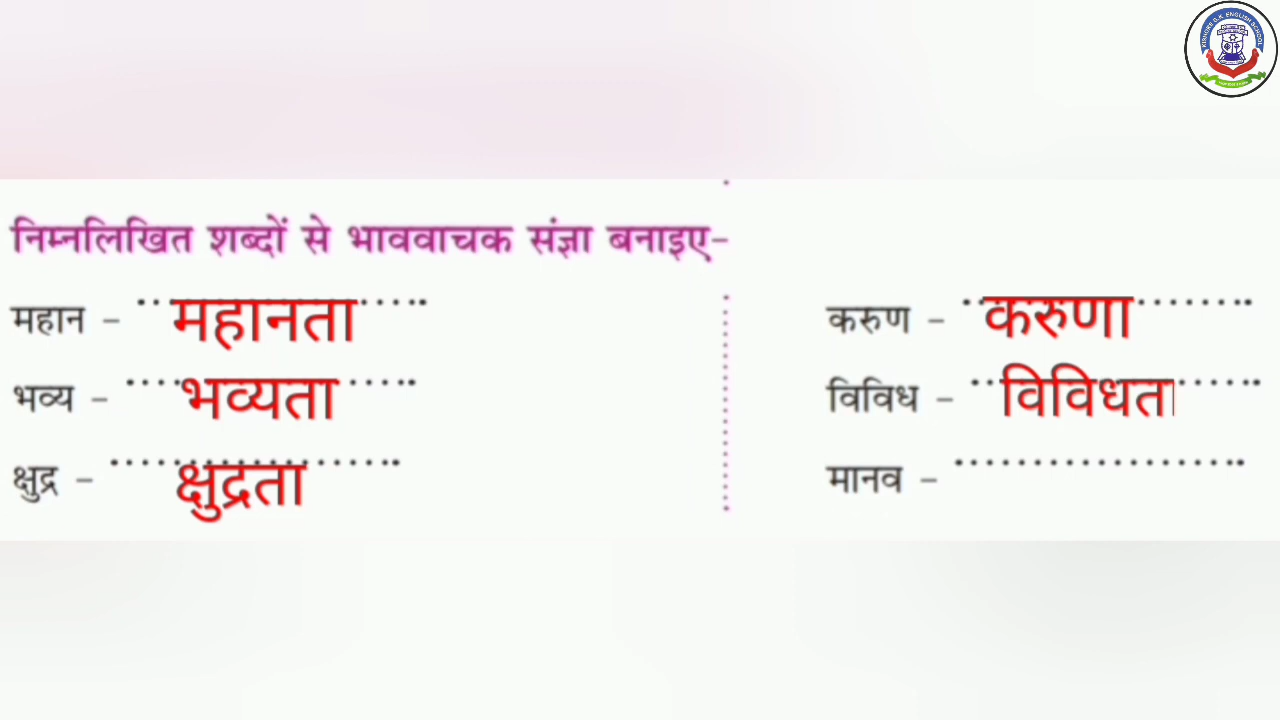 निम्नलिखित शब्दों से भाववाचक संज्ञा बनाइए-
महान - महानता
करुण - करुणा
भव्य - भव्यता
विविध - विविधता
क्षुद्र - क्षुद्रता
मानव -